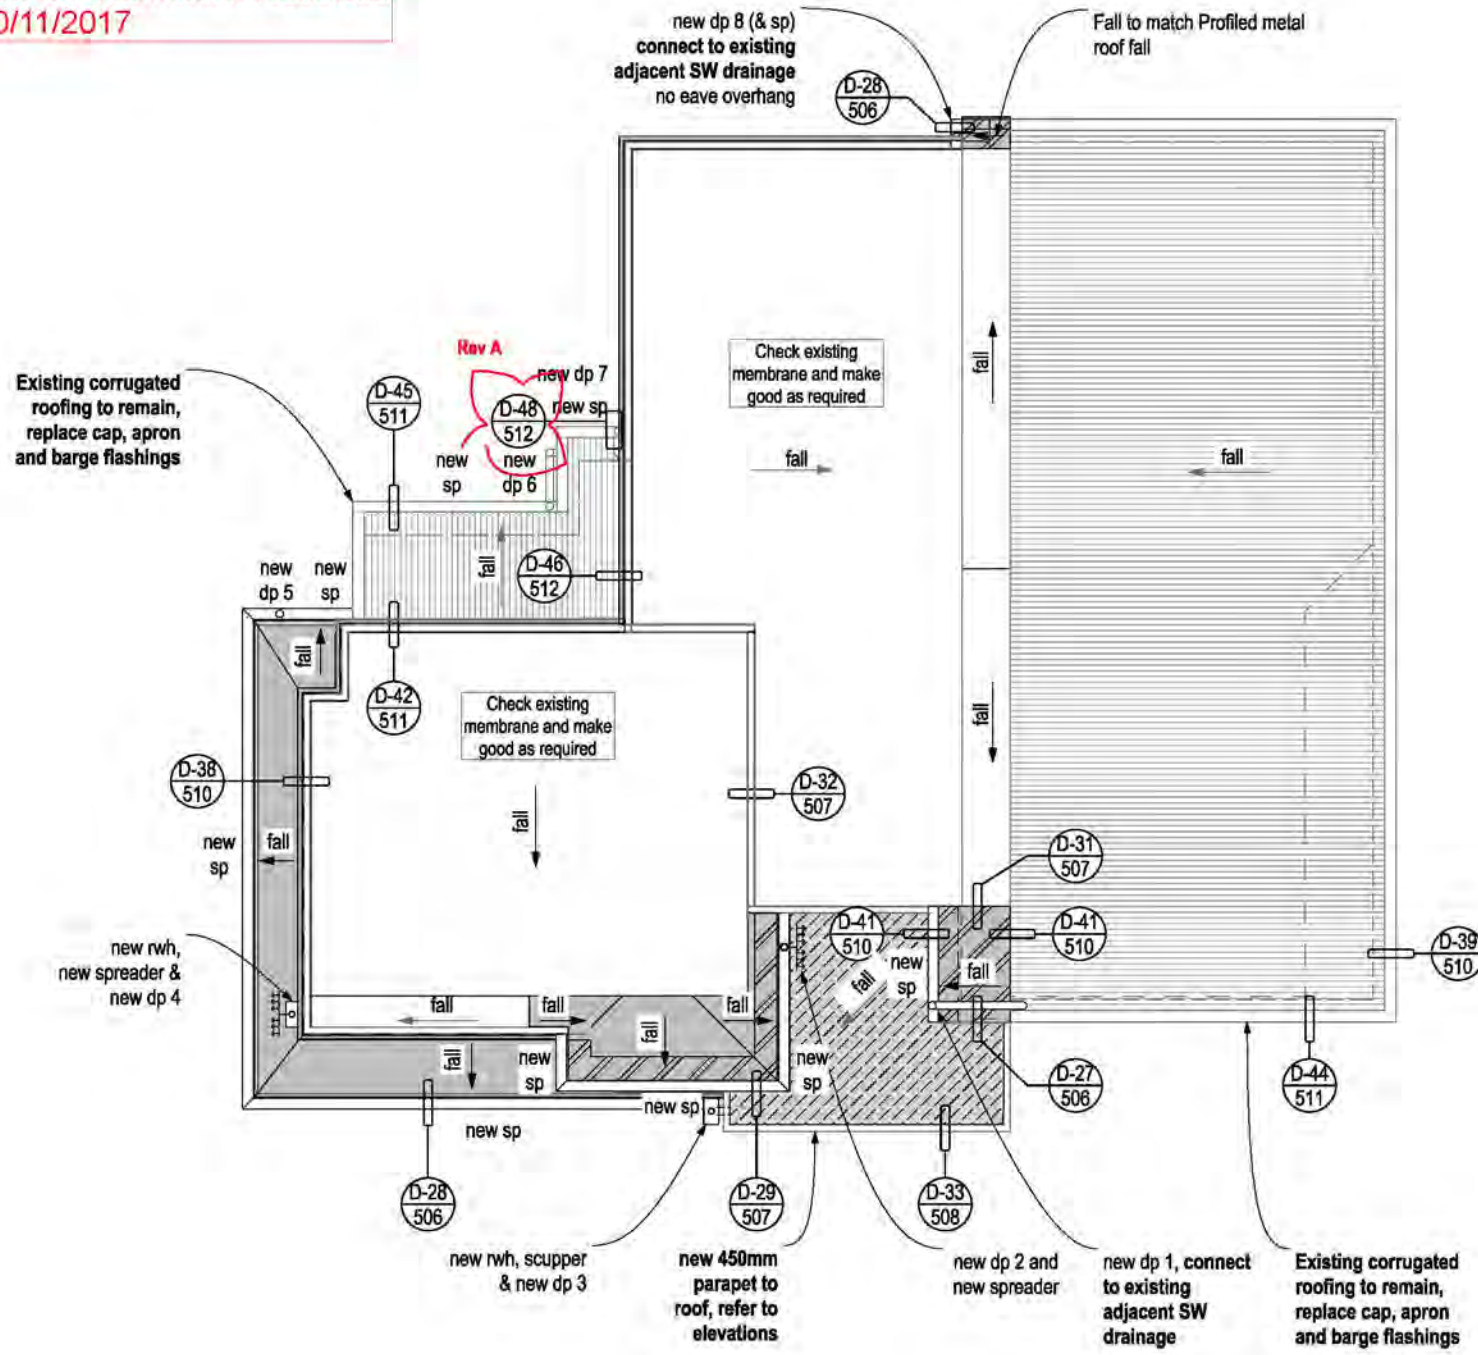 0/11/2017
new dp 8 (& sp)
connect to existing
adjacent SW drainage
no eave overhang
D-28
506
Fall to match Profiled metal
roof fall
Rev A
Existing corrugated
roofing to remain,
replace cap, apron
and barge flashings
D-45
511
new dp 7
new sp
D-48
512
new
sp
new
dp 6
Check existing
membrane and make
good as required
fall
fall
fall
fall
D-46
512
new
dp 5
new
sp
fall
D-42
511
Check existing
membrane and make
good as required
fall
D-38
510
D-32
507
fall
new
sp
fall
D-31
507
new rwh,
new spreader &
new dp 4
D-41
510
new
sp
D-41
510
D-39
510
fall
fall
fall
fall
fall
fall
fall
new
sp
new
sp
D-27
506
D-44
511
new sp
new sp
D-28
506
D-29
507
D-33
508
new rwh, scupper
& new dp 3
new 450mm
parapet to
roof, refer to
elevations
new dp 2 and
new spreader
new dp 1, connect
to existing
adjacent SW
drainage
Existing corrugated
roofing to remain,
replace cap, apron
and barge flashings